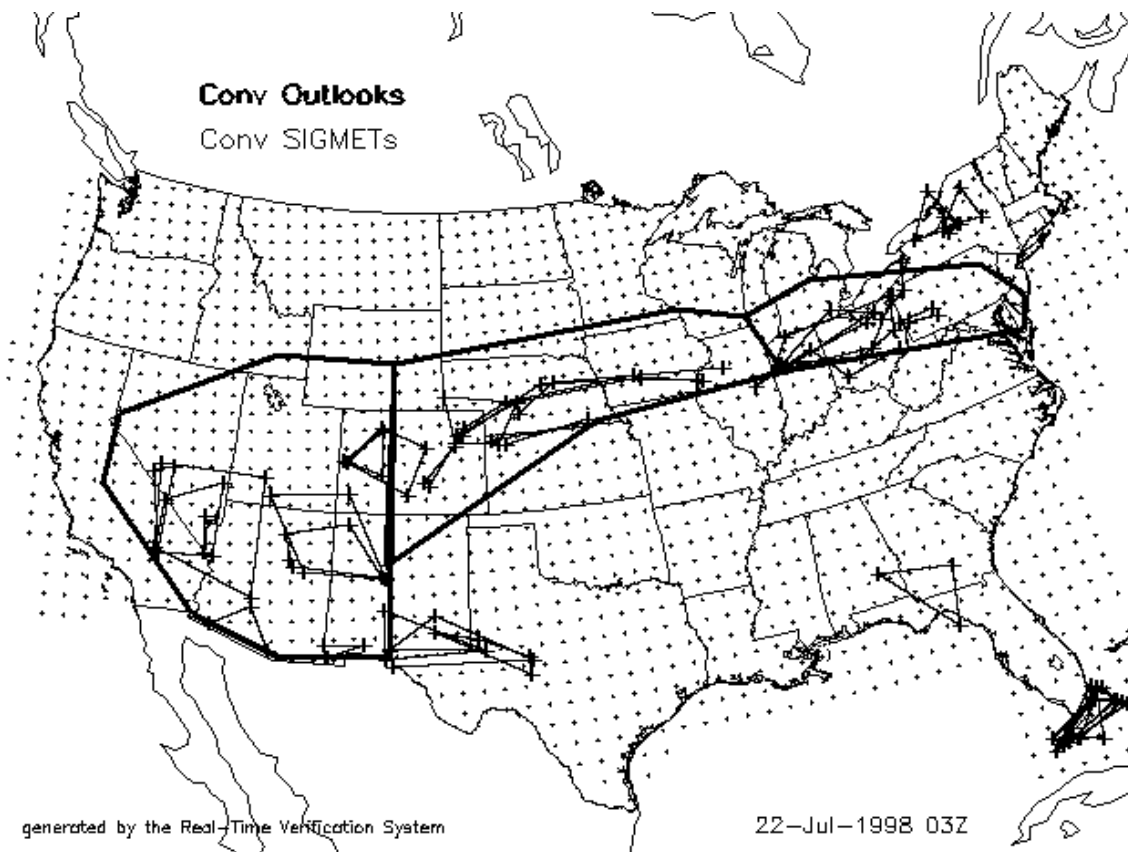 Conv Outlooks
Conv SIGMETs
generated by the Real-Time Verification System
22-Jul-1998 03Z